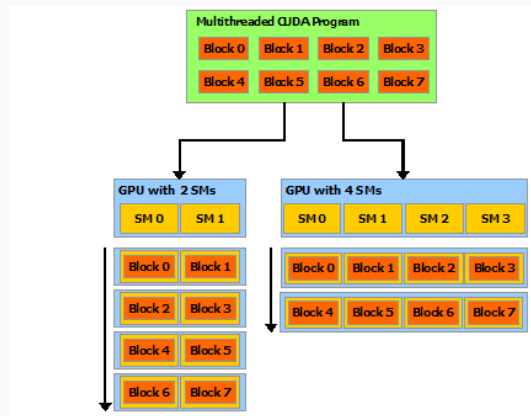 Multithreaded CUDA Program
Block 0 Block 1 Block 2 Block 3
Block 4 Block 5 Block 6 Block 7
GPU with 2 SMs
SM 0 SM 1
Block 0 Block 1
Block 2 Block 3
Block 4 Block 5
Block 6 Block 7
GPU with 4 SMs
SM 0 SM 1 SM 2 SM 3
Block 0 Block 1 Block 2 Block 3
Block 4 Block 5 Block 6 Block 7